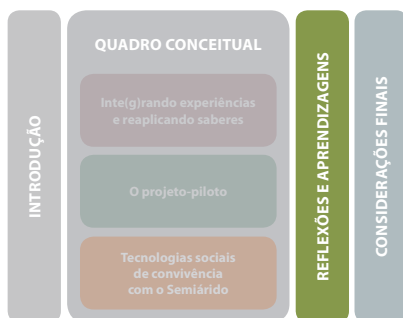 INTRODUÇÃO
QUADRO CONCEITUAL
Inte(g)rando experiências
e reaplicando saberes
O projeto-piloto
Tecnologias sociais
de convivência
com o Semiárido
REFLEXÕES E APRENDIZAGENS
CONSIDERAÇÕES FINAIS